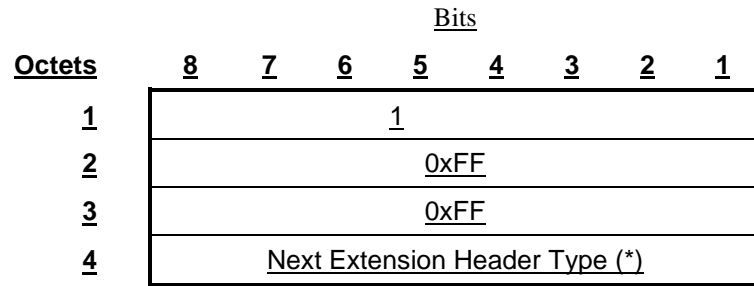 Bits
Octets 8 7 6 5 4 3 2 1
1 1
2 0xFF
3 0xFF
4 Next Extension Header Type (*)